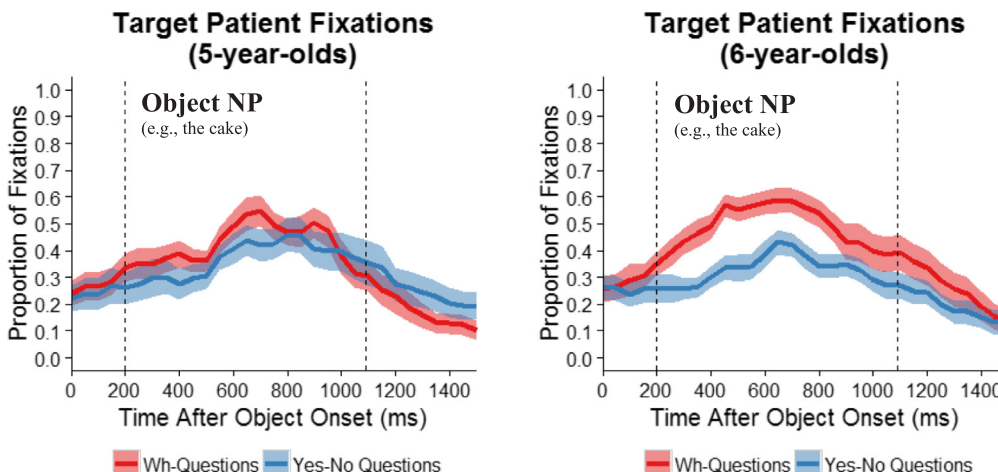 Target Patient Fixations
(5-year-olds)
Proportion of Fixations
1.0
0.9
0.8
0.7
0.6
0.5
0.4
0.3
0.2
0.1
0.0
Object NP
(e.g., the cake)
0 200 400 600 800 1000 1200 1400
Time After Object Onset (ms)
Wh-Questions Yes-No Questions
Target Patient Fixations
(6-year-olds)
Proportion of Fixations
1.0
0.9
0.8
0.7
0.6
0.5
0.4
0.3
0.2
0.1
0.0
Object NP
(e.g., the cake)
0 200 400 600 800 1000 1200 1400
Time After Object Onset (ms)
Wh-Questions Yes-No Questions